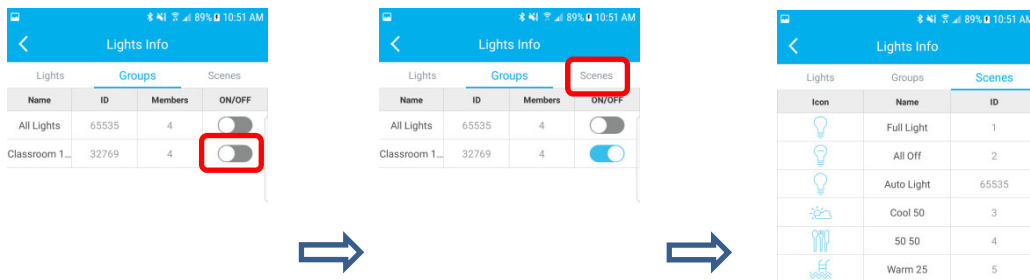 89% 10:51 AM
Lights Info
Lights Groups Scenes
Name ID Members ON/OFF
All Lights 65535 4
Classroom 1... 32769 4
89% 10:51 AM
Lights Info
Lights Groups Scenes
Name ID Members ON/OFF
All Lights 65535 4
Classroom 1... 32769 4
89% 10:51 AM
Lights Info
Lights Groups Scenes
Icon Name ID
Full Light 1
All Off 2
Auto Light 65535
Cool 50 3
50 50 4
Warm 25 5